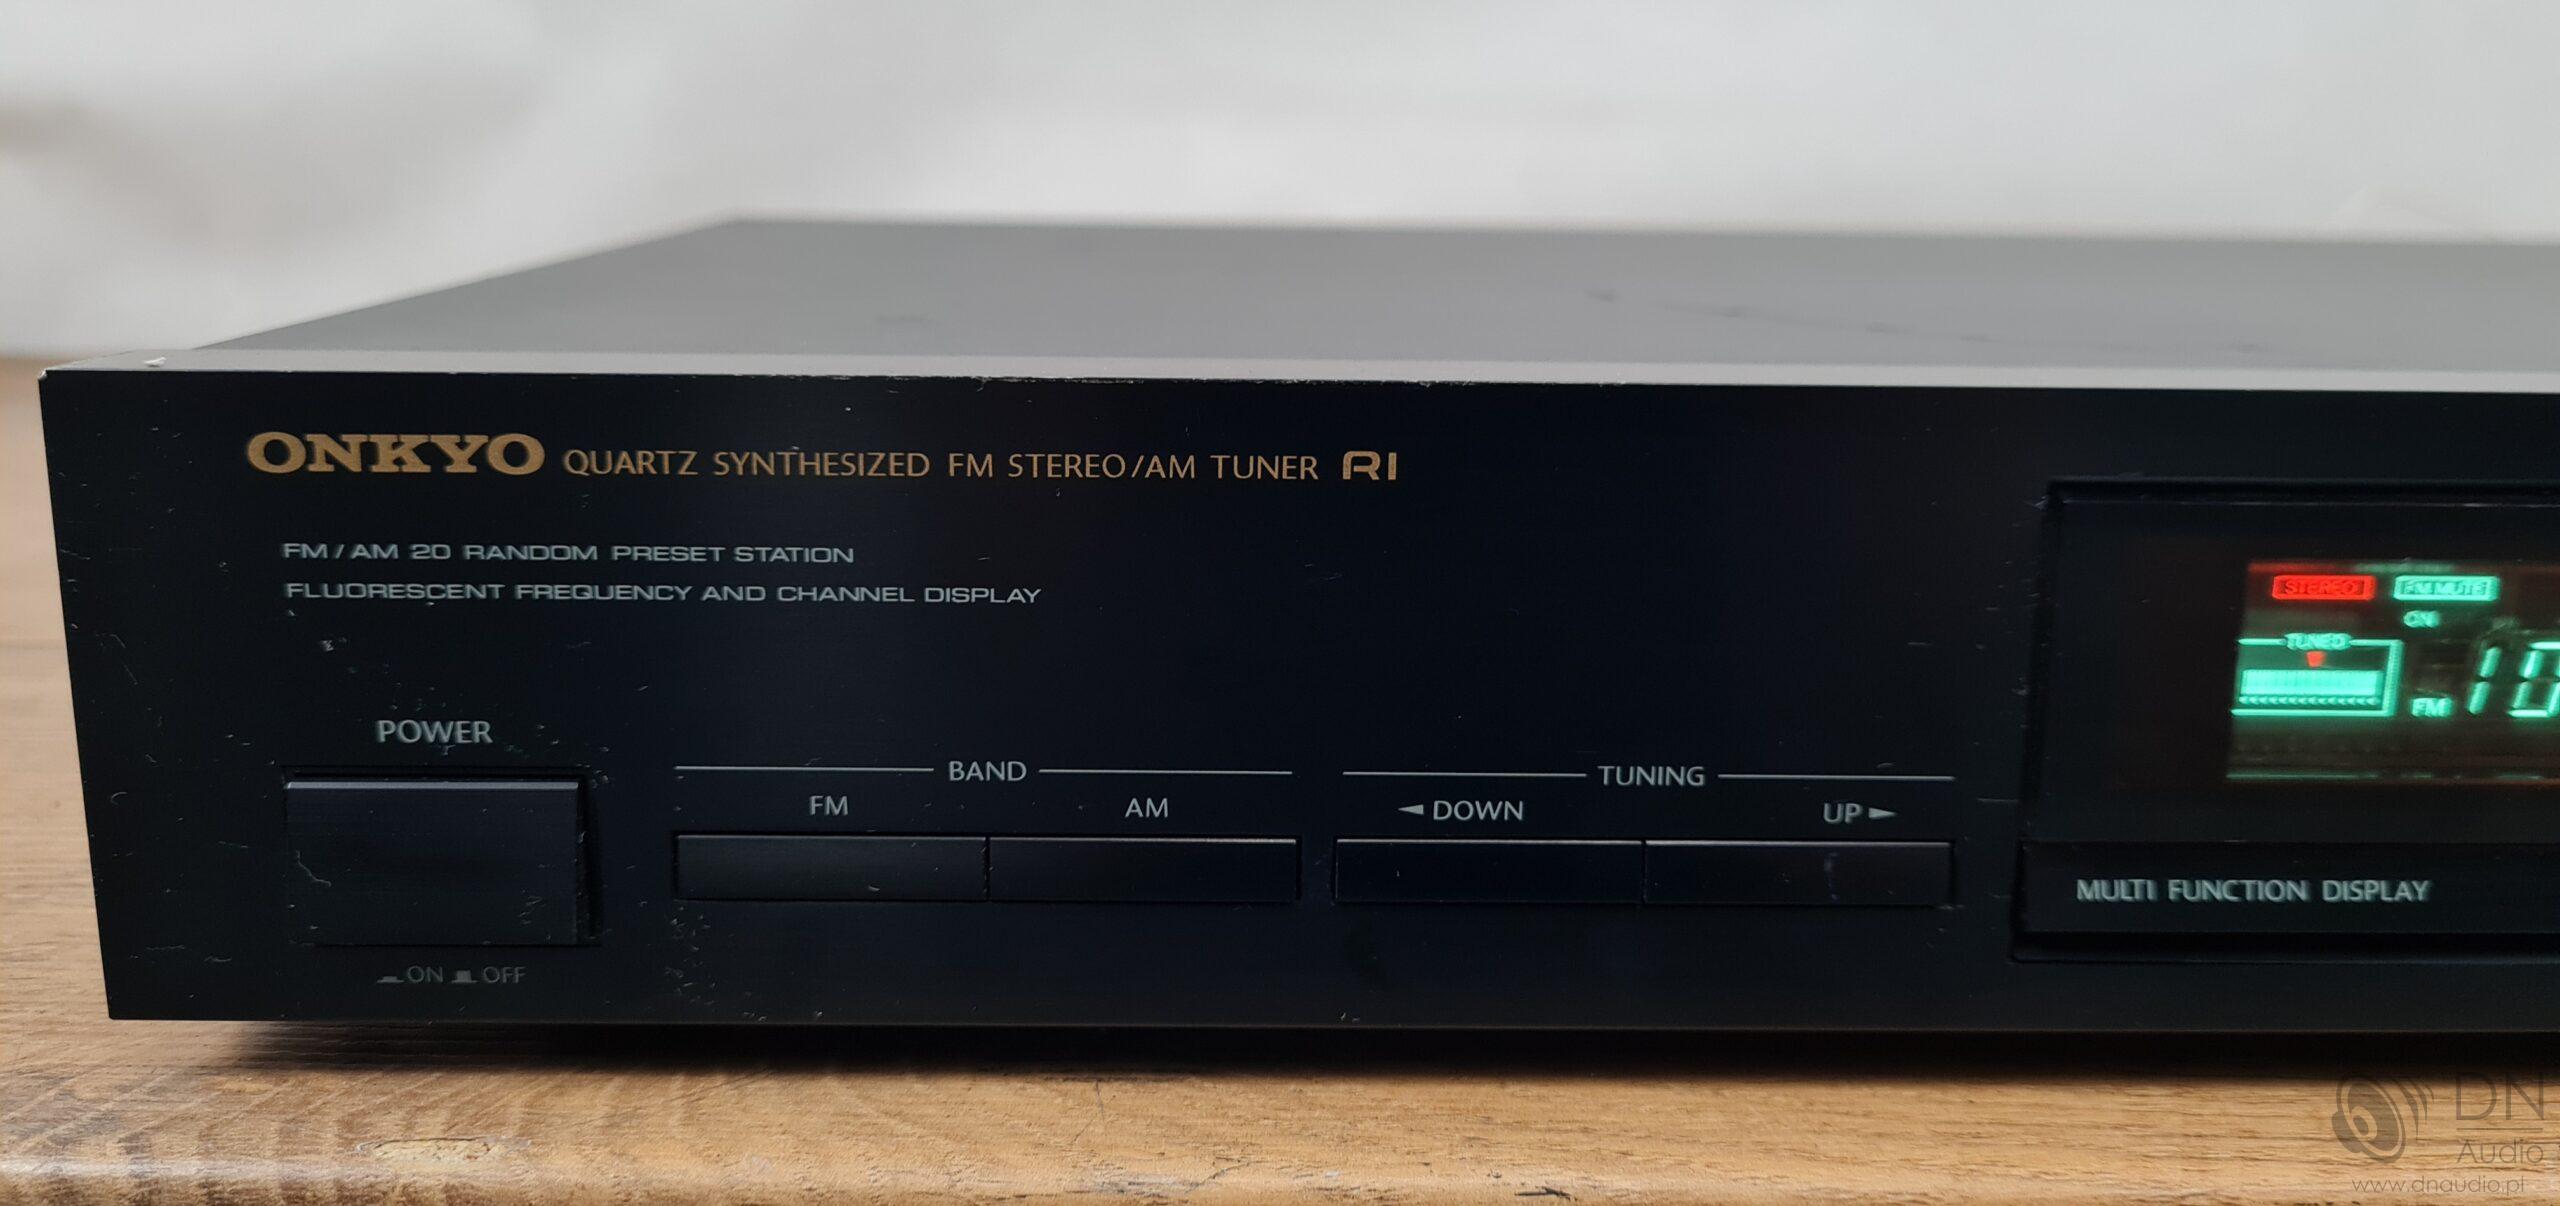 ONKYO QUARTZ SYNTHESIZED FM STEREO/AM TUNER RI
FM/AM 20 RANDOM PRESET STATION
FLUORESCENT FREQUENCY AND CHANNEL DISPLAY
STEREO FM MUTE
ON
TUNED
FM 10
POWER
BAND
TUNING
FM AM
◄DOWN UP►
MULTI FUNCTION DISPLAY
ON OFF
DN
Audio
www.dnaudio.pl